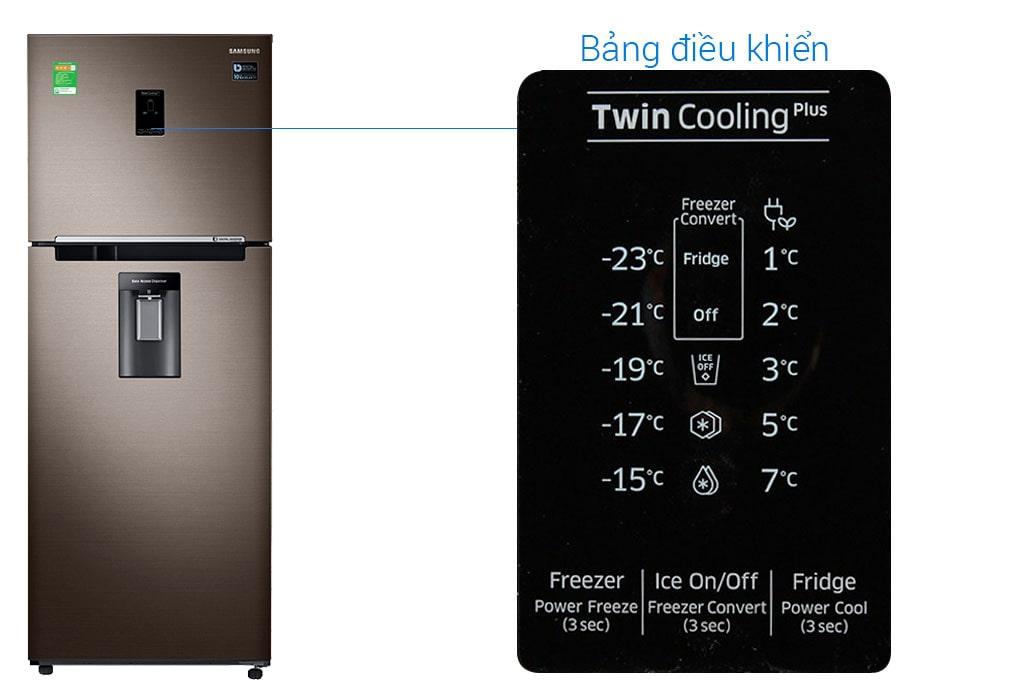 Bảng điều khiển
SAMSUNG
Twin Cooling Plus
Freezer
Convert
-23°C Fridge 1°C
-21°C Off 2°C
-19°C ICE OFF 3°C
-17°C 5°C
-15°C 7°C
Freezer Ice On/Off Fridge
Power Freeze Freezer Convert Power Cool
(3 sec) (3 sec) (3 sec)